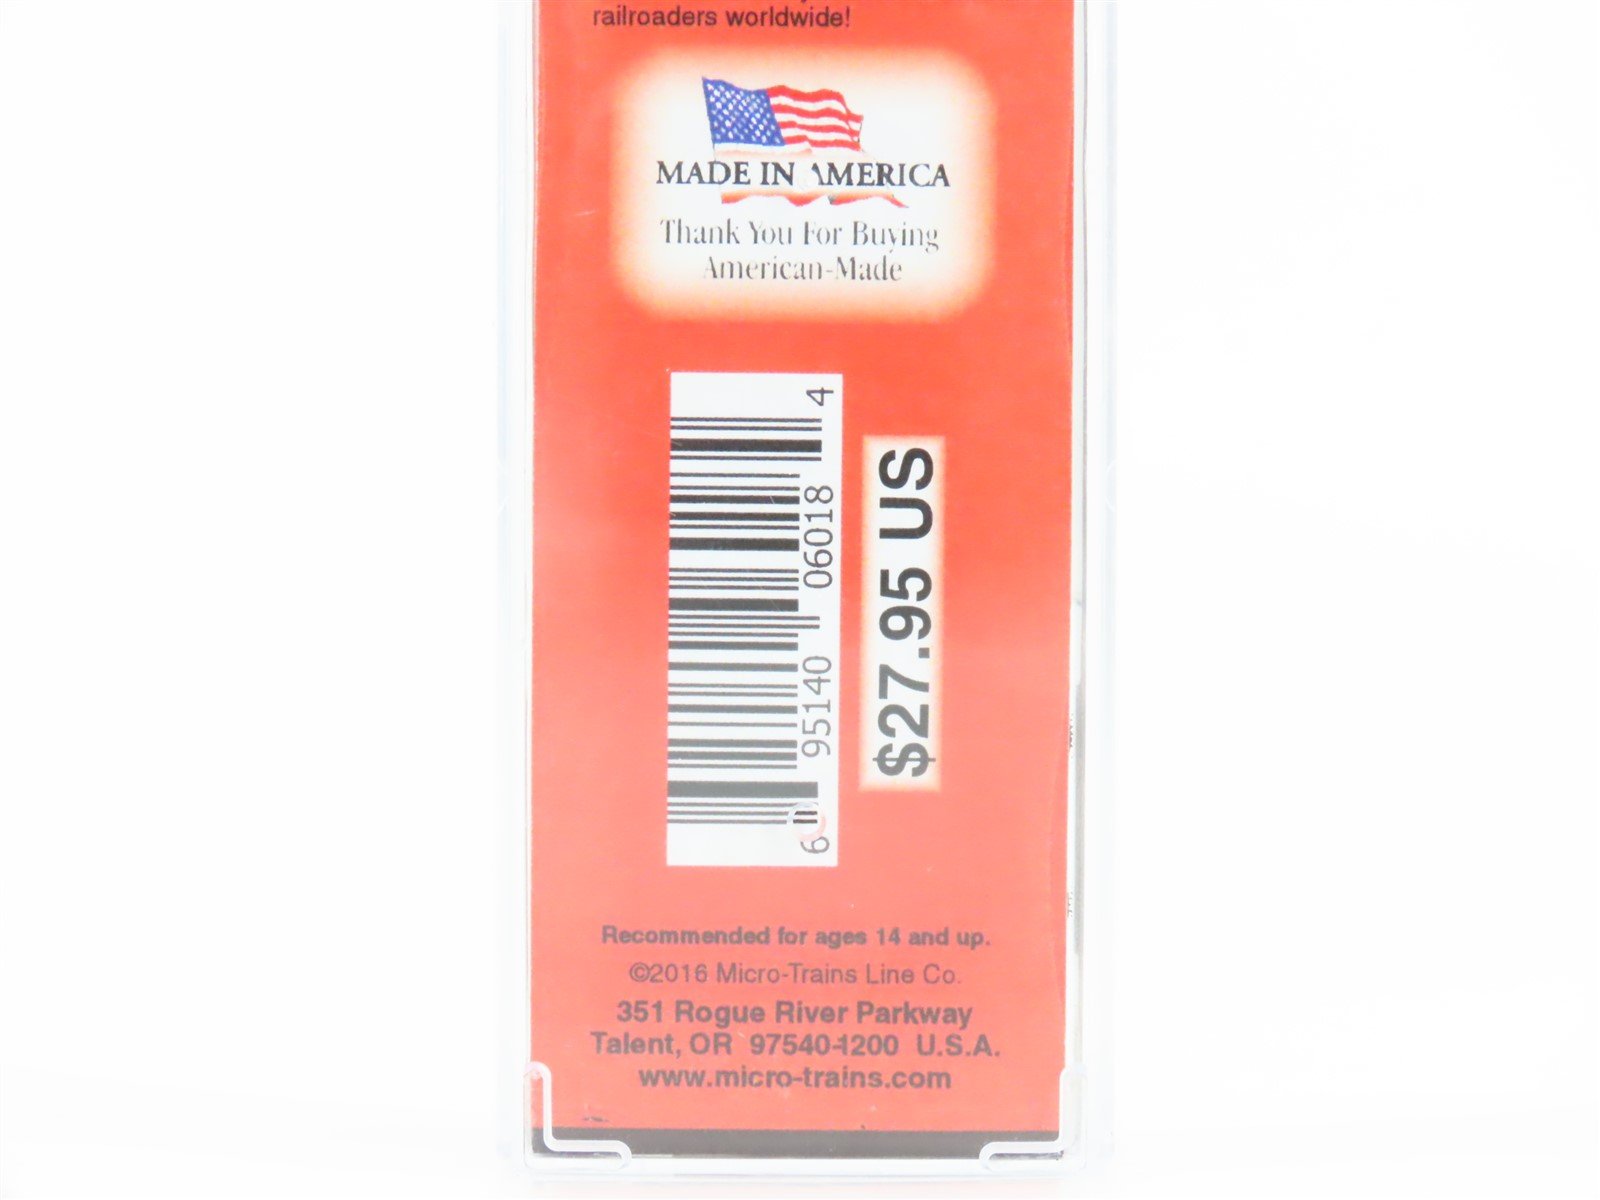 railroaders worldwide!
MADE IN AMERICA
Thank You For Buying
American-Made
6 95140 06018 4
$27.95 US
Recommended for ages 14 and up.
©2016 Micro-Trains Line Co.
351 Rogue River Parkway
Talent, OR 97540-1200 U.S.A.
www.micro-trains.com